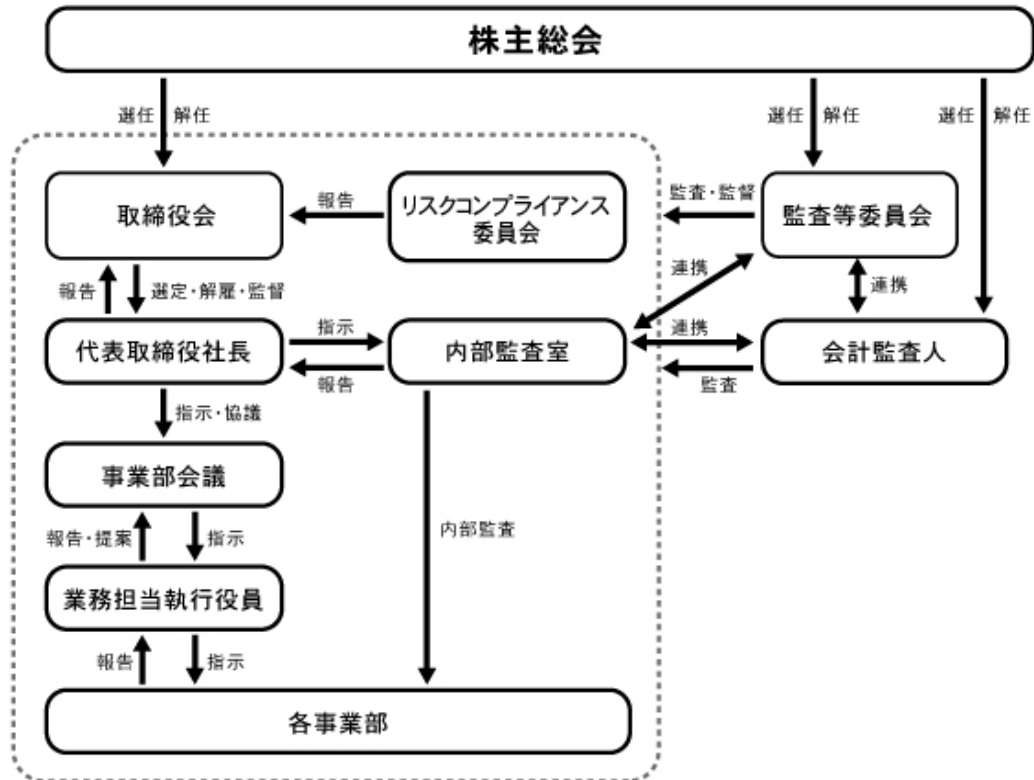 株主総会
選任 解任
選任 解任
選任 解任
取締役会
報告
リスクコンプライアンス
委員会
監査・監督
監査等委員会
報告
選定・解雇・監督
連携
連携
代表取締役社長
指示
報告
内部監査室
連携
監査
会計監査人
指示・協議
事業部会議
報告・提案
指示
内部監査
業務担当執行役員
報告
指示
各事業部